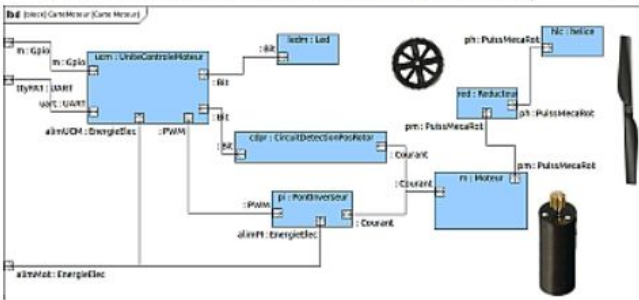 ibd [block] CarteMoteur [Carte Moteur]
m : Gpio
m : Gpio
ttyPA1 : UART
uart : UART
ucm : UniteControleMoteur
: Bit
ledm : Led
: Bit
: Bit
alimUCM : EnergieElec
: PWM
: Bit
cdpr : CircuitDetectionPosRotor
: Courant
pi : PontInverseur
: PWM
: Courant
alimPI : EnergieElec
alimMot : EnergieElec
: Courant
m : Moteur
pm : PuissMecaRot
pm : PuissMecaRot
red : Reducteur
ph : PuissMecaRot
ph : PuissMecaRot
hlc : helice